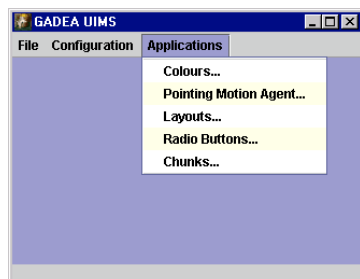 GADEA UIMS
File Configuration Applications
Colours...
Pointing Motion Agent...
Layouts...
Radio Buttons...
Chunks...